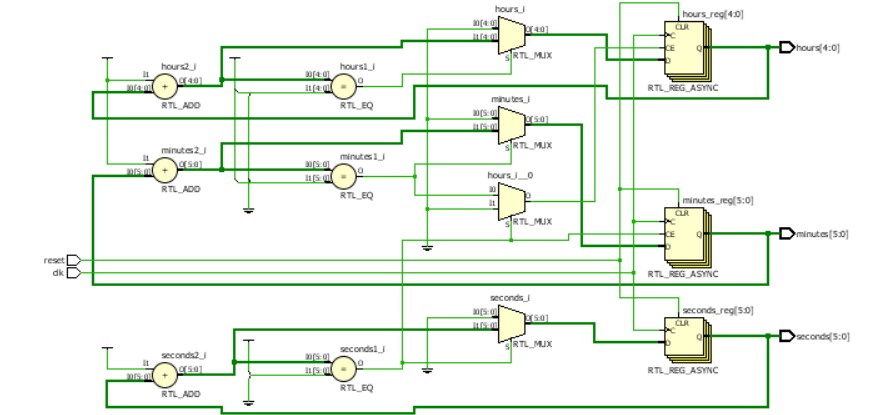 hours_i
hours_reg[4:0]
I0[4:0]
I1[4:0]
O[4:0]
S
RTL_MUX
CLR
C
CE
D
Q
hours[4:0]
RTL_REG_ASYNC
hours2_i
I1
I0[4:0]
O[4:0]
+
RTL_ADD
hours1_i
I0[4:0]
I1[4:0]
O
=
RTL_EQ
minutes_i
I0[5:0]
I1[5:0]
O[5:0]
S
RTL_MUX
minutes2_i
I1
I0[5:0]
O[5:0]
+
RTL_ADD
minutes1_i
I0[5:0]
I1[5:0]
O
=
RTL_EQ
hours_i__0
I0
I1
O
S
RTL_MUX
minutes_reg[5:0]
CLR
C
CE
D
Q
minutes[5:0]
RTL_REG_ASYNC
reset
clk
seconds_i
I0[5:0]
I1[5:0]
O[5:0]
S
RTL_MUX
seconds_reg[5:0]
CLR
C
D
Q
seconds[5:0]
RTL_REG_ASYNC
seconds2_i
I1
I0[5:0]
O[5:0]
+
RTL_ADD
seconds1_i
I0[5:0]
I1[5:0]
O
=
RTL_EQ